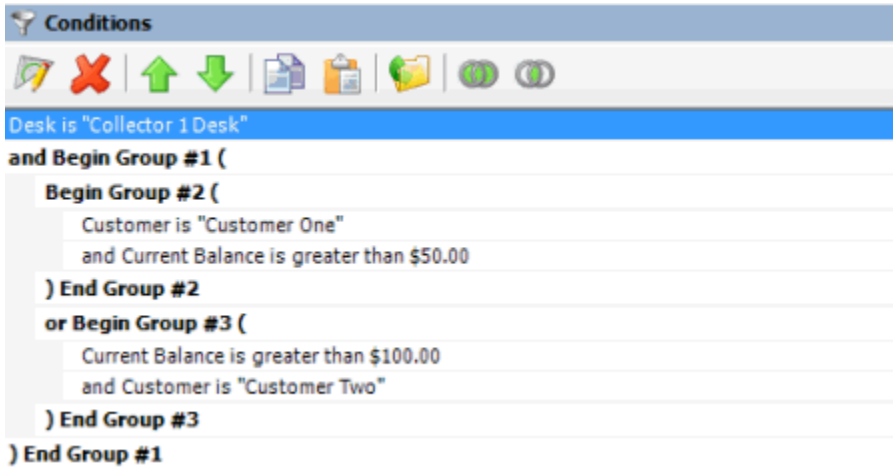 Conditions
Desk is "Collector 1 Desk"
and Begin Group #1 (
Begin Group #2 (
Customer is "Customer One"
and Current Balance is greater than $50.00
) End Group #2
or Begin Group #3 (
Current Balance is greater than $100.00
and Customer is "Customer Two"
) End Group #3
) End Group #1